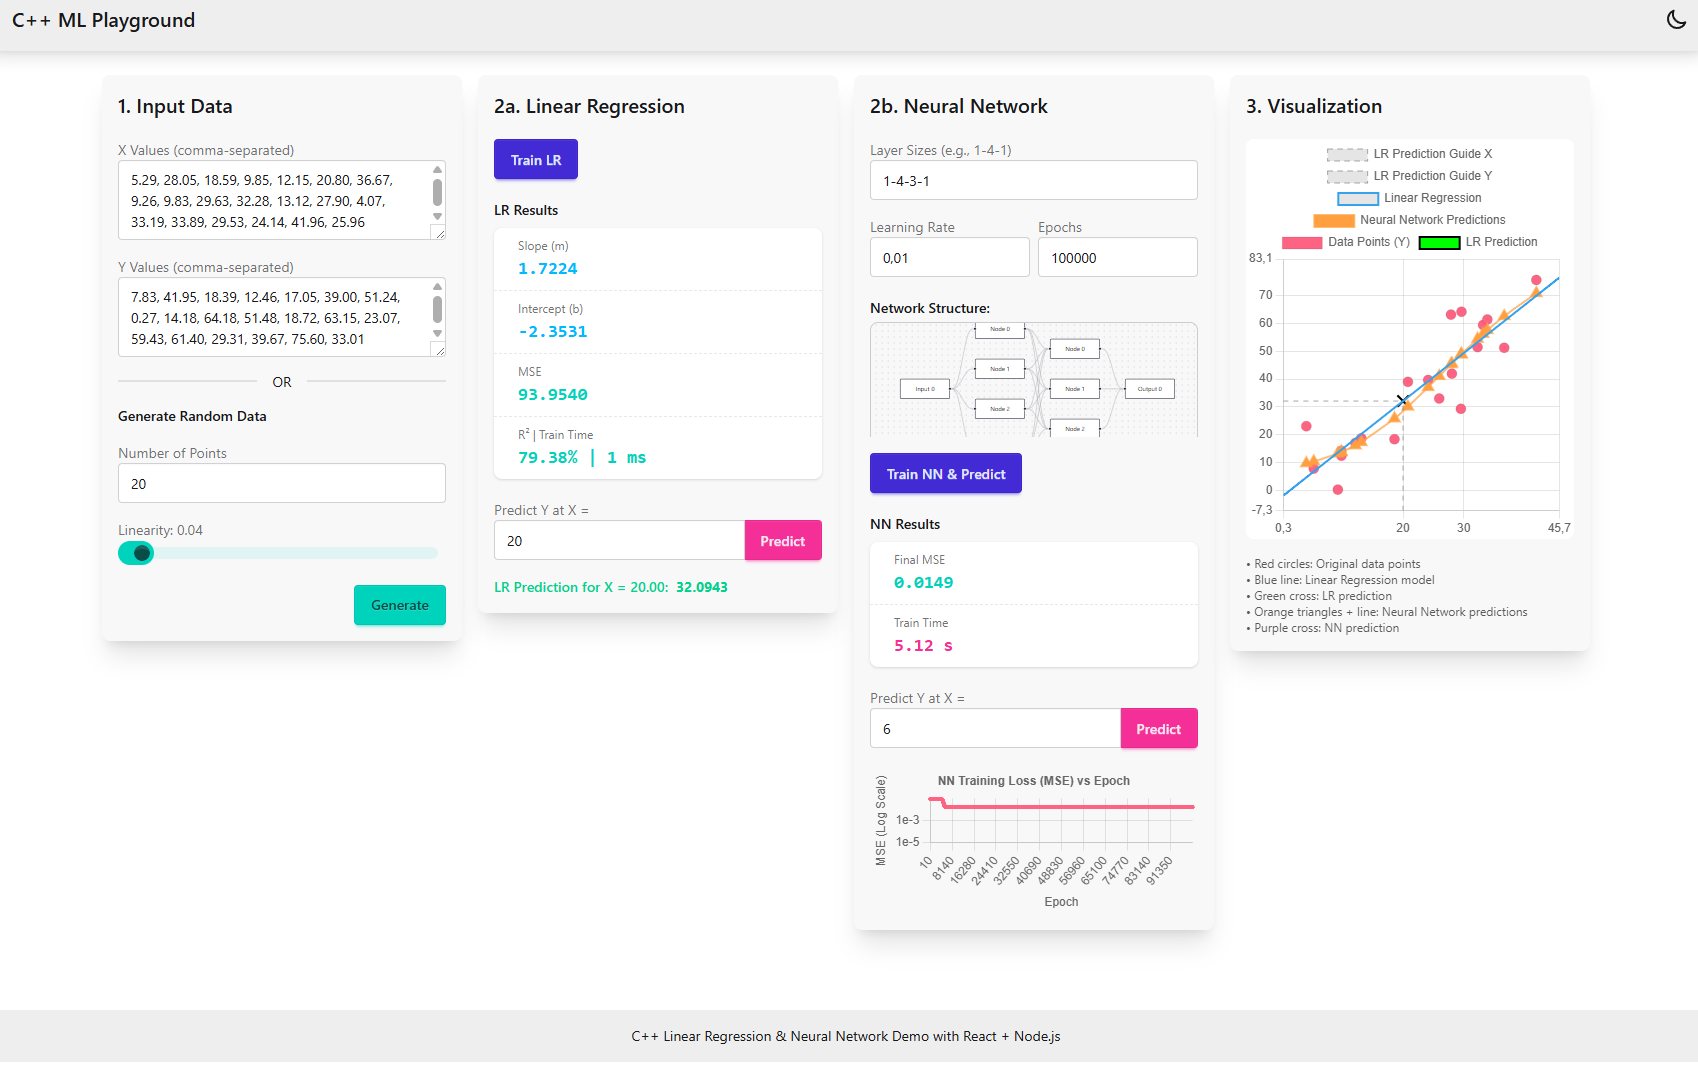 C++ ML Playground
1. Input Data
X Values (comma-separated)
5.29, 28.05, 18.59, 9.85, 12.15, 20.80, 36.67,
9.26, 9.83, 29.63, 32.28, 13.12, 27.90, 4.07,
33.19, 33.89, 29.53, 24.14, 41.96, 25.96
Y Values (comma-separated)
7.83, 41.95, 18.39, 12.46, 17.05, 39.00, 51.24,
0.27, 14.18, 64.18, 51.48, 18.72, 63.15, 23.07,
59.43, 61.40, 29.31, 39.67, 75.60, 33.01
OR
Generate Random Data
Number of Points
20
Linearity: 0.04
Generate
2a. Linear Regression
Train LR
LR Results
Slope (m)
1.7224
Intercept (b)
-2.3531
MSE
93.9540
R² | Train Time
79.38% | 1 ms
Predict Y at X =
20
Predict
LR Prediction for X = 20.00: 32.0943
2b. Neural Network
Layer Sizes (e.g., 1-4-1)
1-4-3-1
Learning Rate
Epochs
0,01
100000
Network Structure:
Node 0
Node 0
Node 1
Input 0
Node 1
Output 0
Node 2
Node 2
Train NN & Predict
NN Results
Final MSE
0.0149
Train Time
5.12 s
Predict Y at X =
6
Predict
NN Training Loss (MSE) vs Epoch
MSE (Log Scale)
1e-3
1e-5
10
8140
16280
24410
32550
40690
48830
56960
65100
74770
83140
91350
Epoch
3. Visualization
LR Prediction Guide X
LR Prediction Guide Y
Linear Regression
Neural Network Predictions
Data Points (Y)
LR Prediction
83,1
70
60
50
40
30
20
10
0
-7,3
0,3
20
30
45,7
• Red circles: Original data points
• Blue line: Linear Regression model
• Green cross: LR prediction
• Orange triangles + line: Neural Network predictions
• Purple cross: NN prediction
C++ Linear Regression & Neural Network Demo with React + Node.js